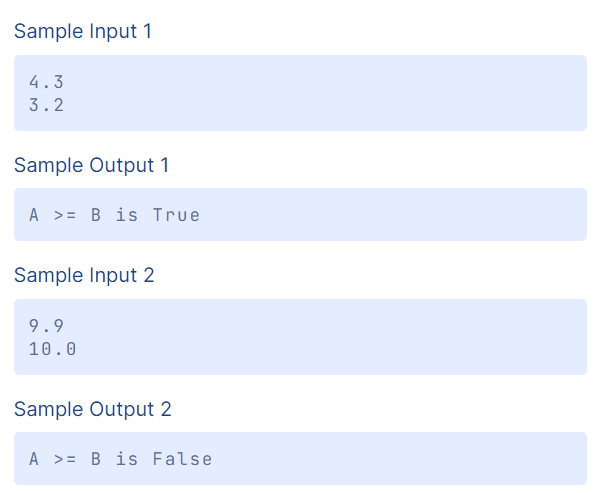 Sample Input 1
4.3
3.2
Sample Output 1
A >= B is True
Sample Input 2
9.9
10.0
Sample Output 2
A >= B is False